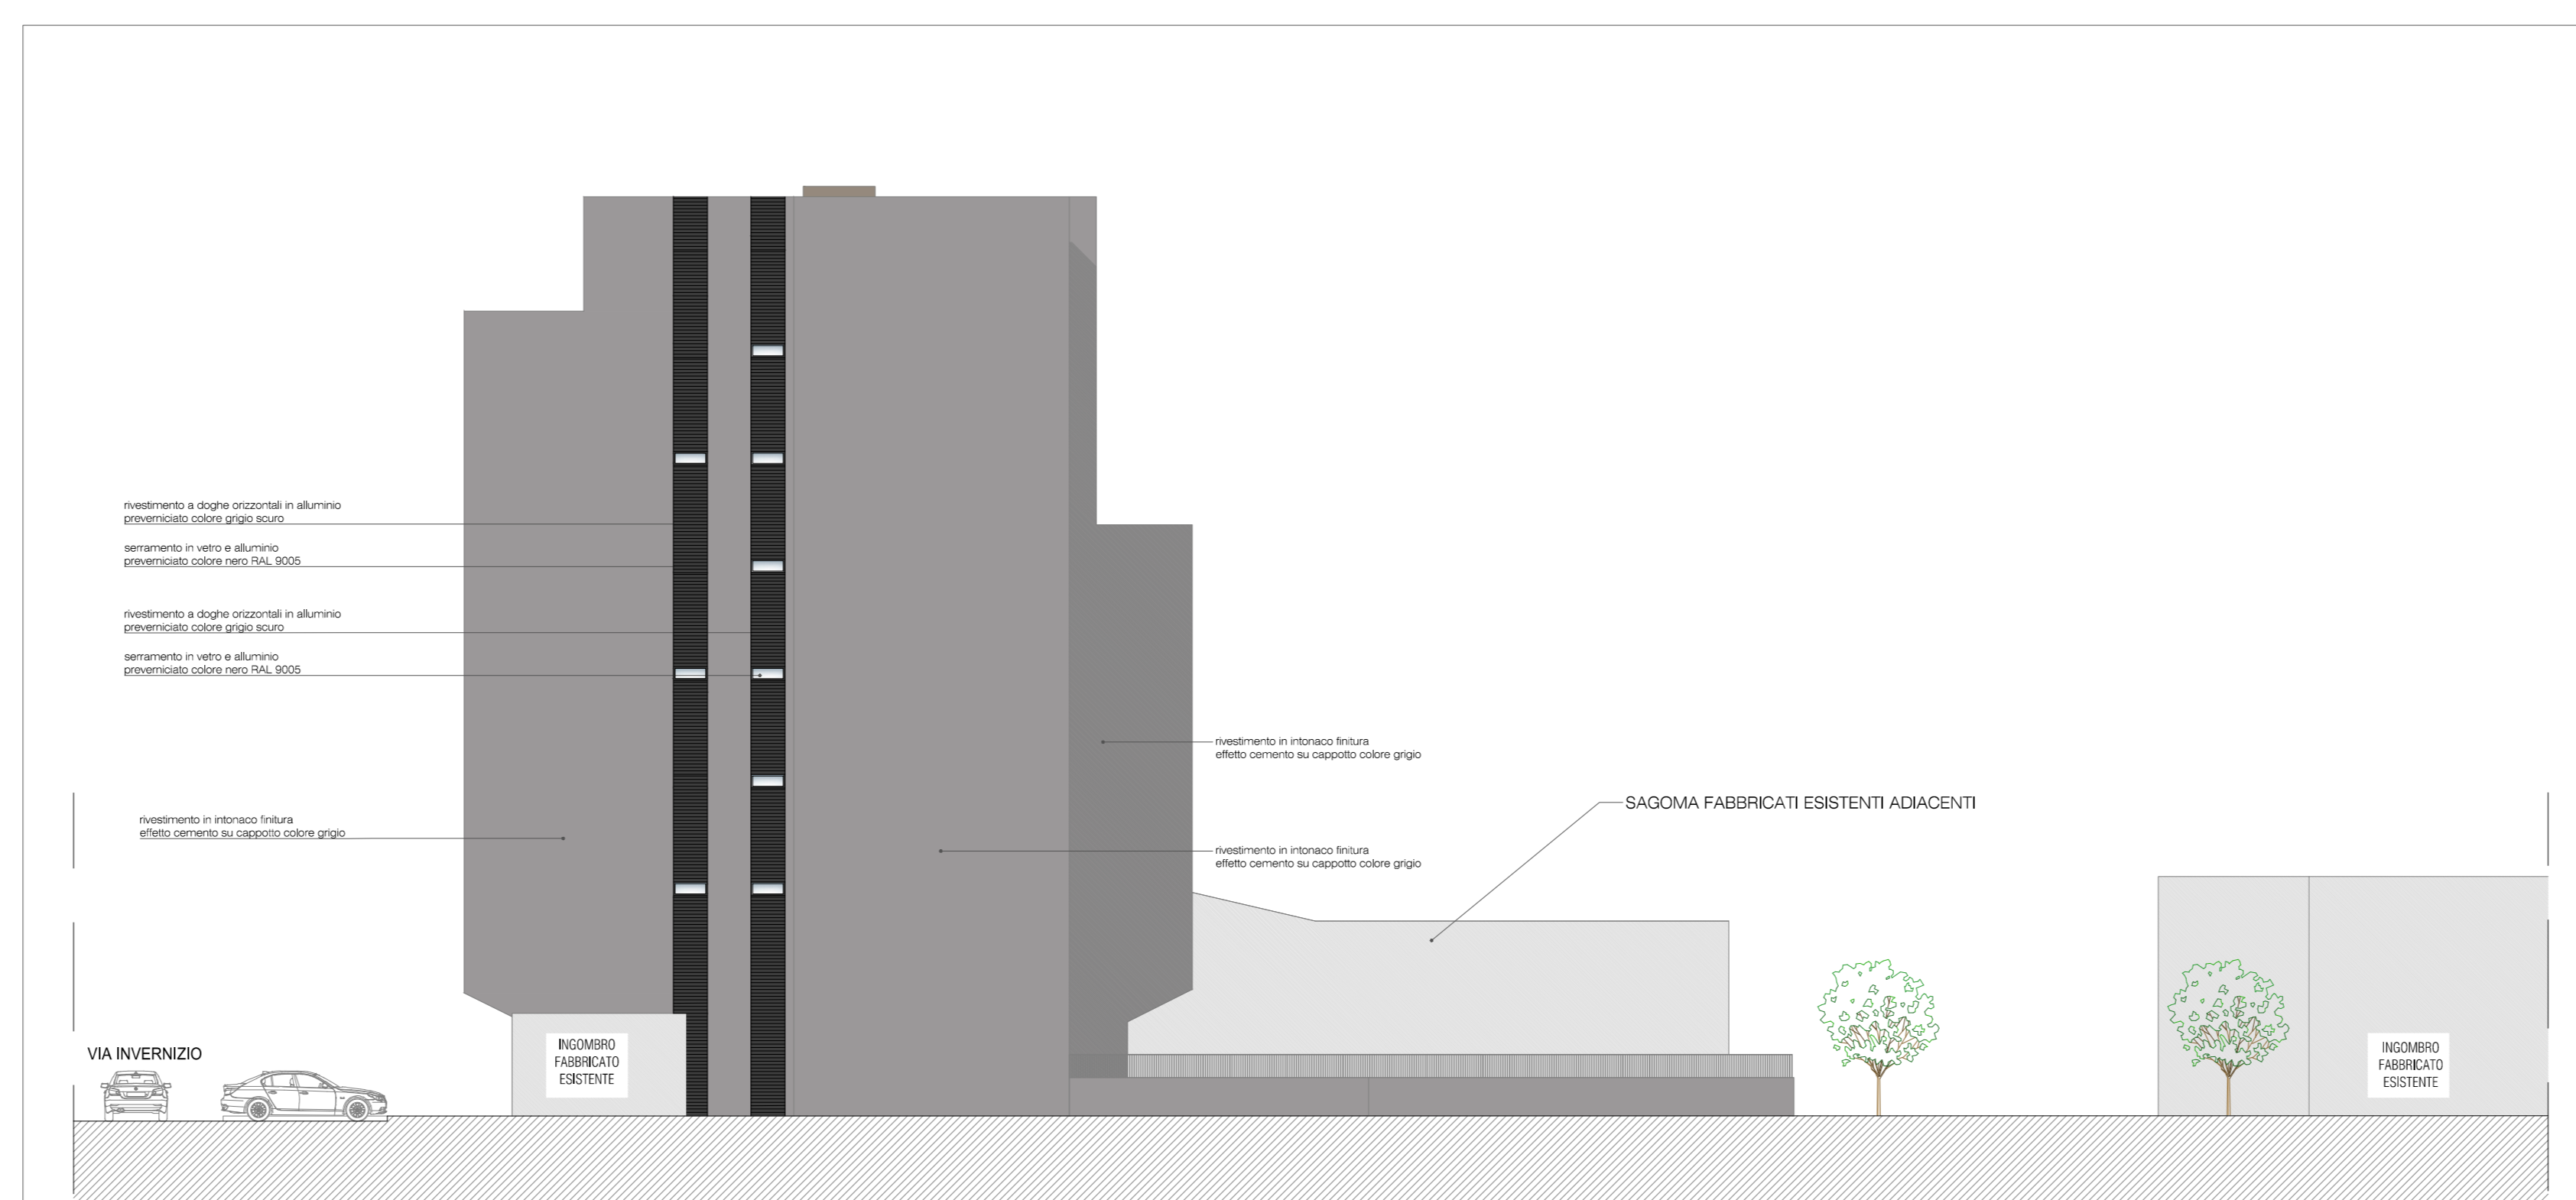 rivestimento a doghe orizzontali in alluminio
preverniciato colore grigio scuro
serramento in vetro e alluminio
preverniciato colore nero RAL 9005
rivestimento a doghe orizzontali in alluminio
preverniciato colore grigio scuro
serramento in vetro e alluminio
preverniciato colore nero RAL 9005
rivestimento in intonaco finitura
effetto cemento su cappotto colore grigio
rivestimento in intonaco finitura
effetto cemento su cappotto colore grigio
SAGOMA FABBRICATI ESISTENTI ADIACENTI
rivestimento in intonaco finitura
effetto cemento su cappotto colore grigio
VIA INVERNIZIO
INGOMBRO
FABBRICATO
ESISTENTE
INGOMBRO
FABBRICATO
ESISTENTE